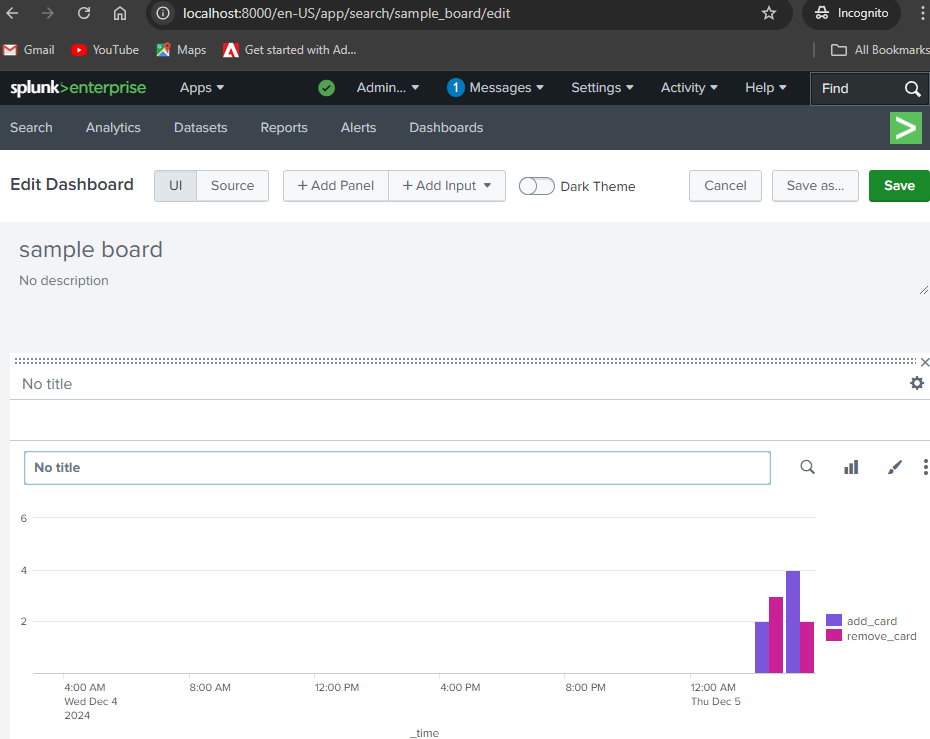 localhost:8000/en-US/app/search/sample_board/edit
Incognito
Gmail YouTube Maps Get started with Ad...
All Bookmarks
splunk>enterprise Apps Admin... 1 Messages Settings Activity Help Find
Search Analytics Datasets Reports Alerts Dashboards
>
Edit Dashboard UI Source + Add Panel + Add Input Dark Theme Cancel Save as... Save
sample board
No description
No title
No title
6
4
2
add_card
remove_card
4:00 AM 8:00 AM 12:00 PM 4:00 PM 8:00 PM 12:00 AM
Wed Dec 4 Thu Dec 5
2024
_time